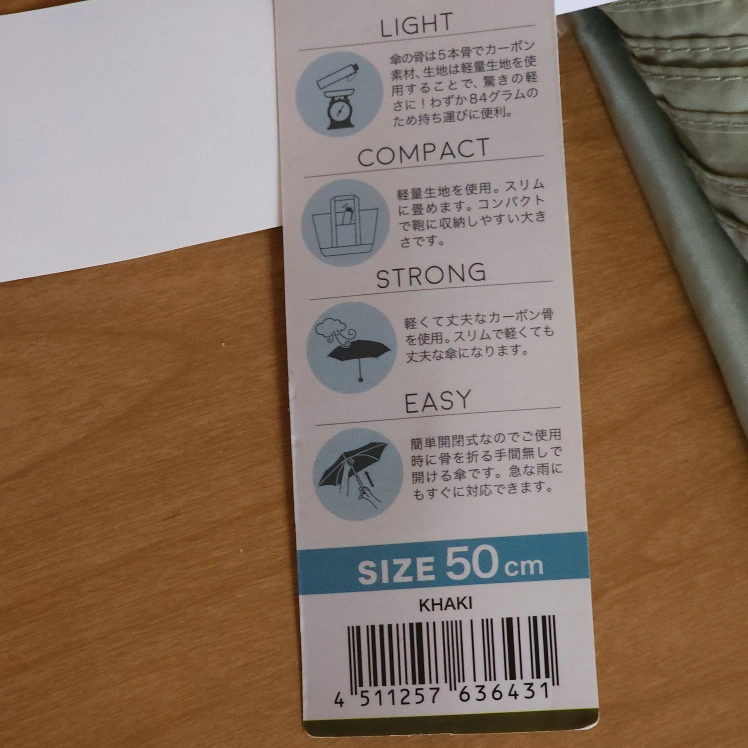 LIGHT
傘の骨は5本骨でカーボン
素材、生地は軽量生地を使
用することで、驚きの軽
さに！わずか84グラムの
ため持ち運びに便利。
COMPACT
軽量生地を使用。スリム
に畳めます。コンパクト
で鞄に収納しやすい大き
さです。
STRONG
軽くて丈夫なカーボン骨
を使用。スリムで軽くても
丈夫な傘になります。
EASY
簡単開閉式なのでご使用
時に骨を折る手間無しで
開ける傘です。急な雨に
もすぐに対応できます。
SIZE 50cm
KHAKI
4 511257 636431